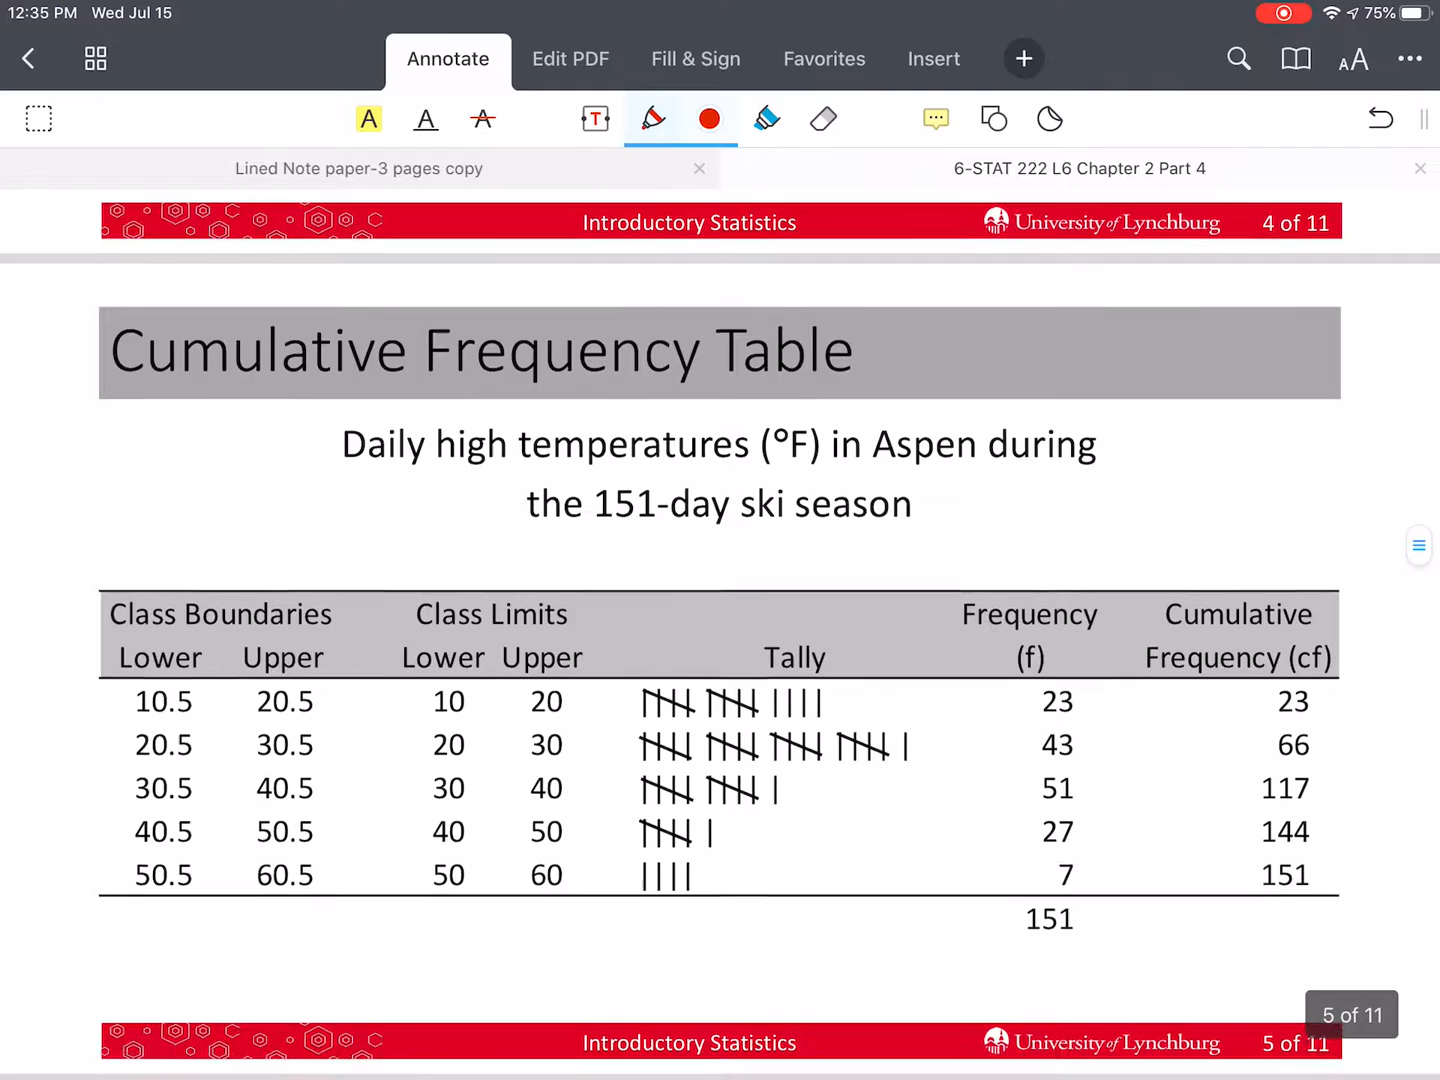 12:35 PM Wed Jul 15 75%
Annotate Edit PDF Fill & Sign Favorites Insert
A A A T
Lined Note paper-3 pages copy 6-STAT 222 L6 Chapter 2 Part 4
Introductory Statistics University of Lynchburg 4 of 11
Cumulative Frequency Table
Daily high temperatures (°F) in Aspen during
the 151-day ski season
Class Boundaries Class Limits Frequency Cumulative
Lower Upper Lower Upper Tally (f) Frequency (cf)
10.5 20.5 10 20 23 23
20.5 30.5 20 30 43 66
30.5 40.5 30 40 51 117
40.5 50.5 40 50 27 144
50.5 60.5 50 60 7 151
151
5 of 11
Introductory Statistics University of Lynchburg 5 of 11